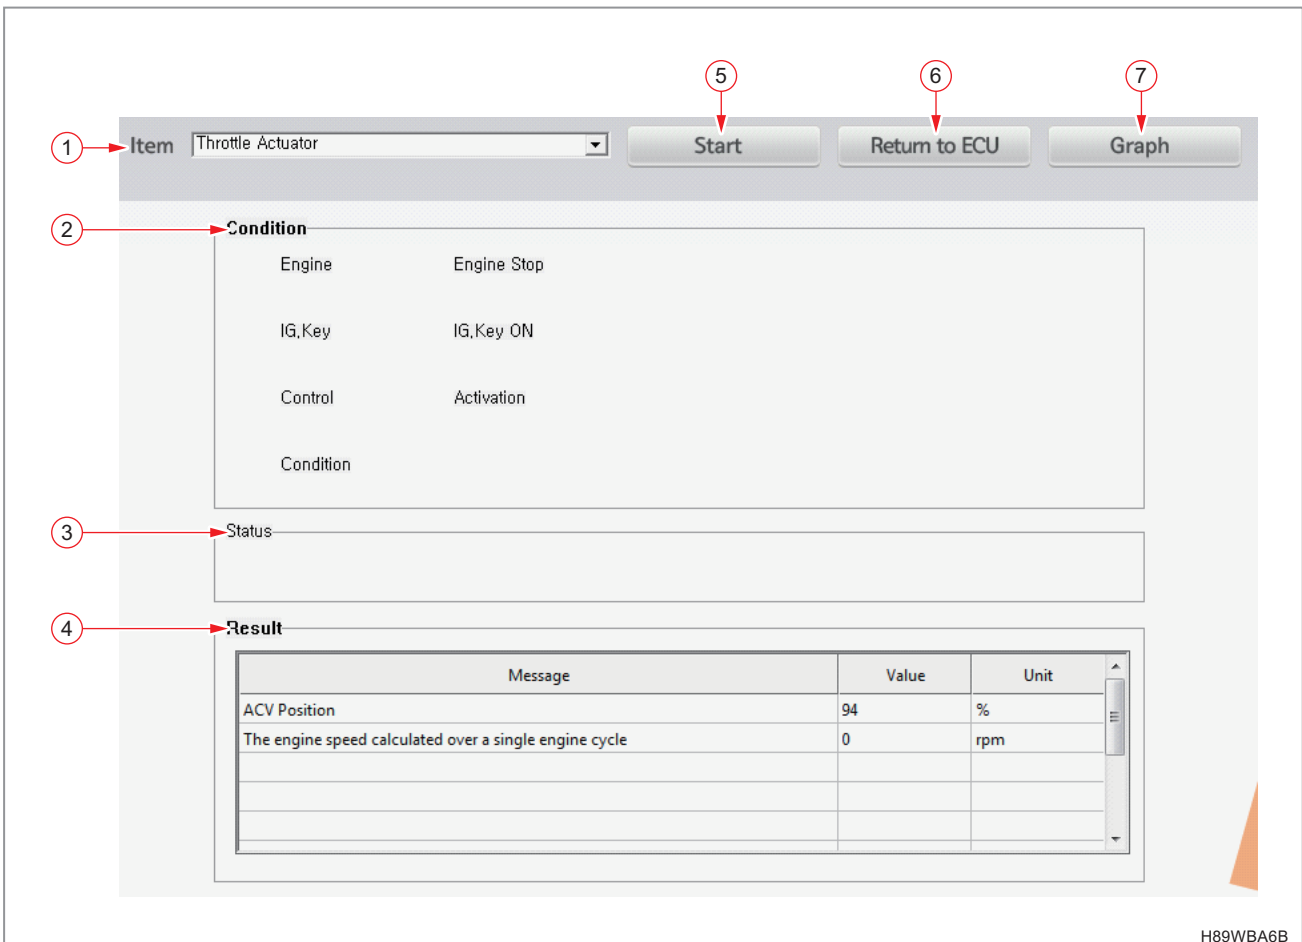 5 6 7
1 Item Throttle Actuator Start Return to ECU Graph
2 Condition
Engine Engine Stop
IG,Key IG,Key ON
Control Activation
Condition
3 Status
4 Result
Message Value Unit
ACV Position 94 %
The engine speed calculated over a single engine cycle 0 rpm
H89WBA6B